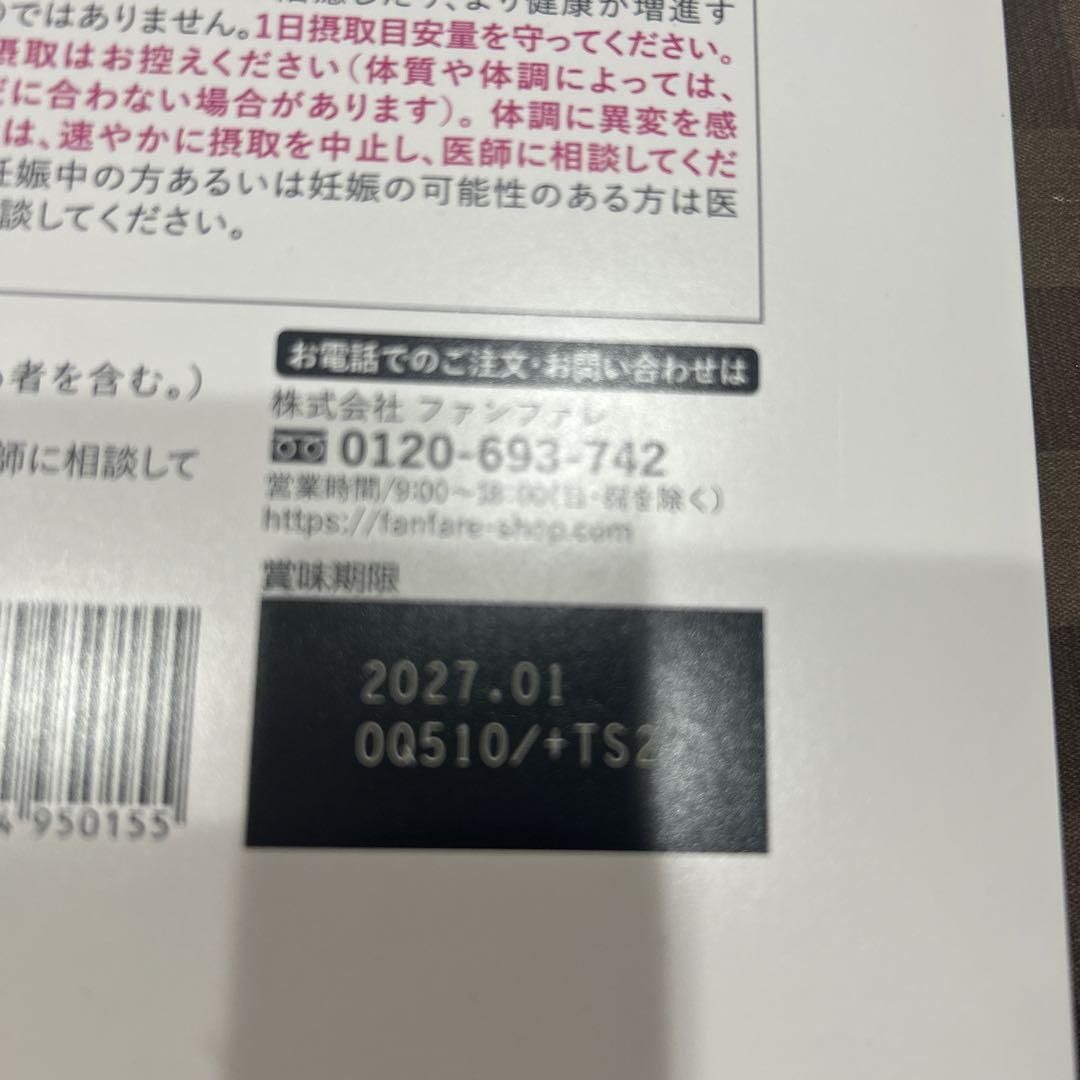 より健康が増進す
のではありません。1日摂取目安量を守ってください。
摂取はお控えください(体質や体調によっては、
に合わない場合があります)。体調に異変を感
は、速やかに摂取を中止し、医師に相談してくだ
妊娠中の方あるいは妊娠の可能性のある方は医
談してください。
者を含む。)
師に相談して
お電話でのご注文・お問い合わせは
株式会社 ファンファレ
0120-693-742
営業時間/9:00~18:00(日・祝を除く)
https://fanfare-shop.com
賞味期限
2027.01
0Q510/+TS2
950155